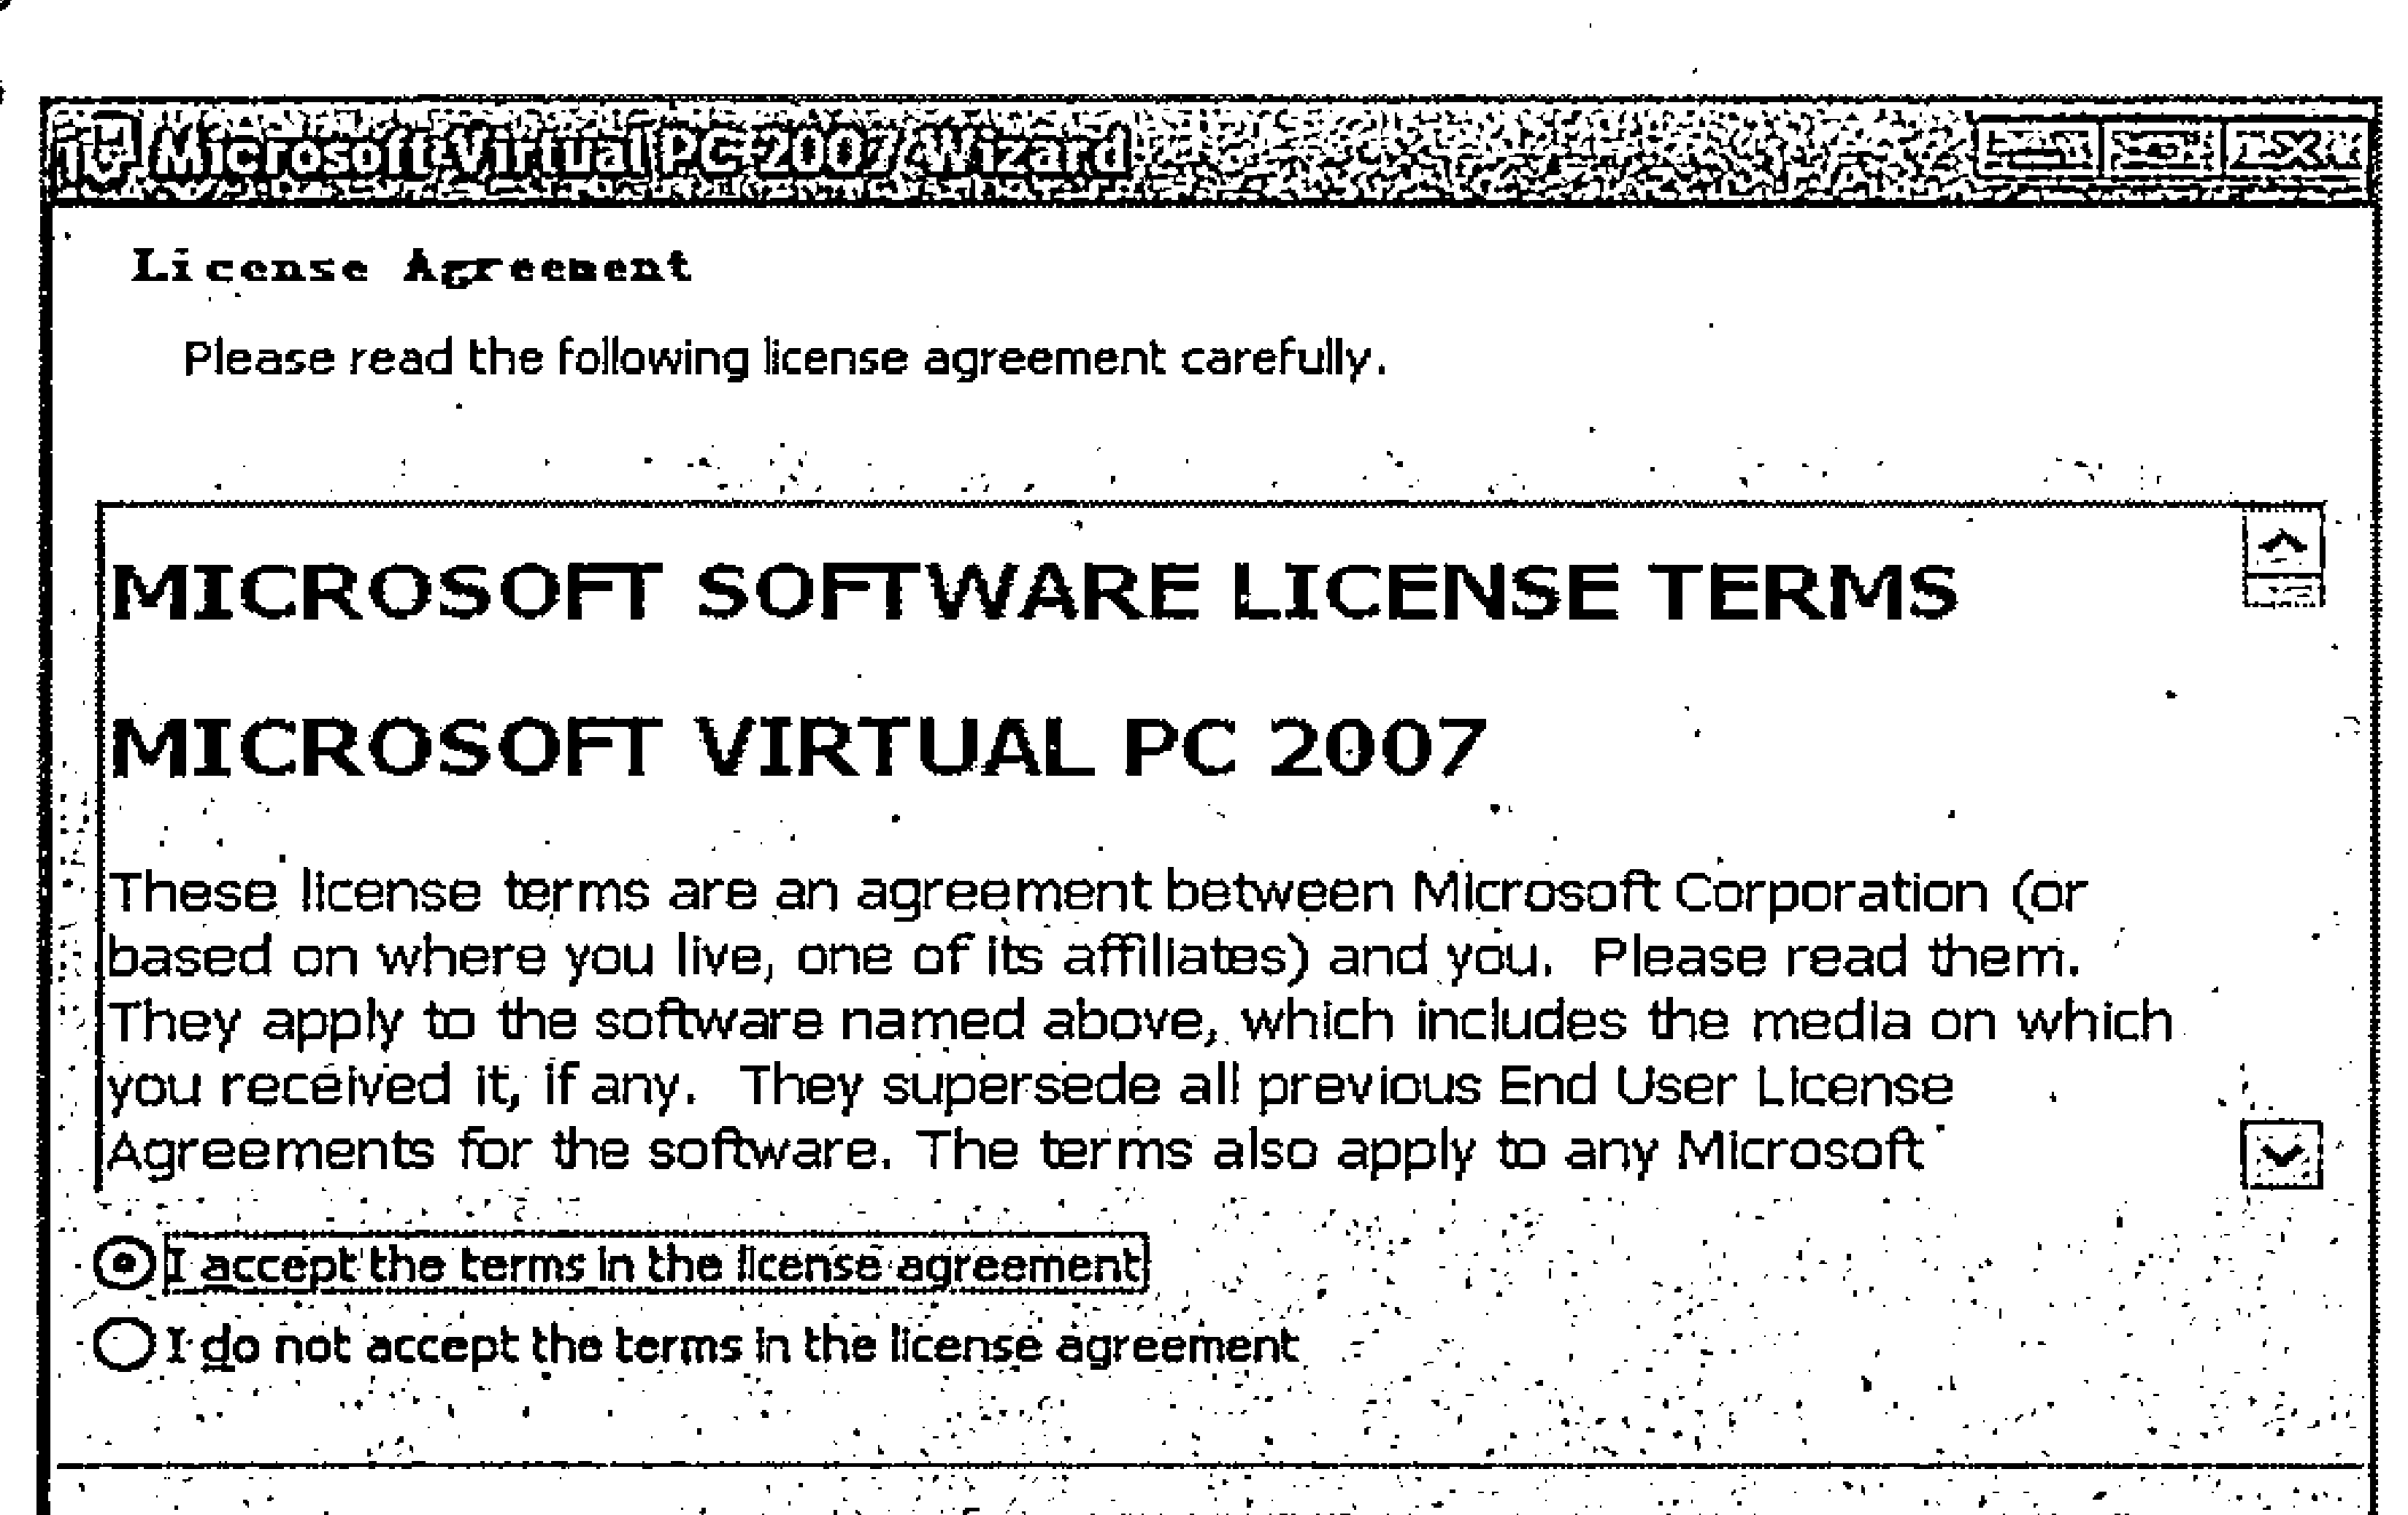 Microsoft Virtual PC 2007 Wizard
License Agreement
Please read the following license agreement carefully.
MICROSOFT SOFTWARE LICENSE TERMS
MICROSOFT VIRTUAL PC 2007
These license terms are an agreement between Microsoft Corporation (or
based on where you live, one of its affiliates) and you.  Please read them.
They apply to the software named above, which includes the media on which
you received it, if any.  They supersede all previous End User License
Agreements for the software. The terms also apply to any Microsoft
I accept the terms in the license agreement
I do not accept the terms in the license agreement